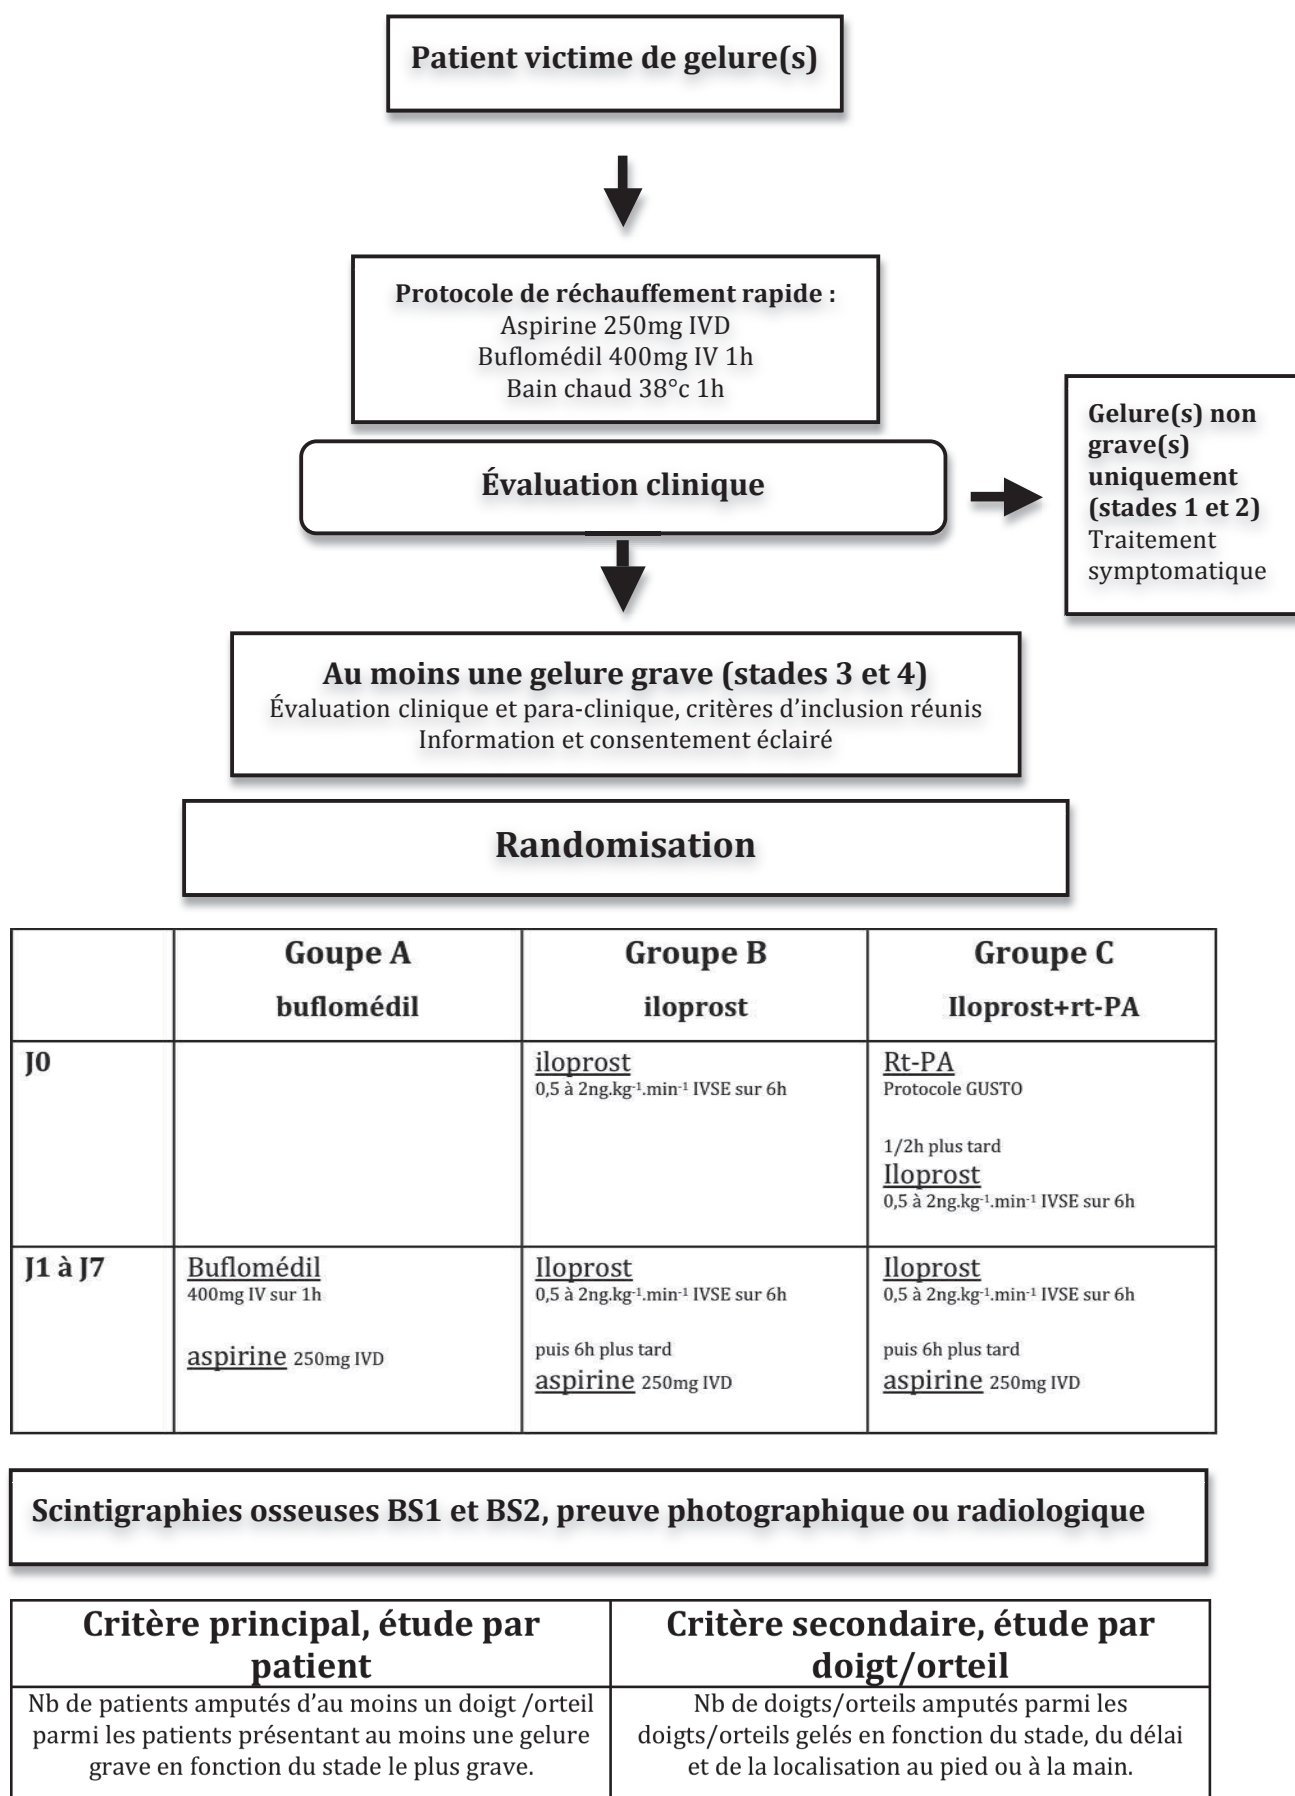 Patient victime de gelure(s)
Protocole de réchauffement rapide :
Aspirine 250mg IVD
Buflomédil 400mg IV 1h
Bain chaud 38°c 1h
Évaluation clinique
Gelure(s) non
grave(s)
uniquement
(stades 1 et 2)
Traitement
symptomatique
Au moins une gelure grave (stades 3 et 4)
Évaluation clinique et para-clinique, critères d'inclusion réunis
Information et consentement éclairé
Randomisation
Goupe A
buflomédil
Groupe B
iloprost
Groupe C
Iloprost+rt-PA
J0
iloprost
0,5 à 2ng.kg⁻¹.min⁻¹ IVSE sur 6h
Rt-PA
Protocole GUSTO
1/2h plus tard
Iloprost
0,5 à 2ng.kg⁻¹.min⁻¹ IVSE sur 6h
J1 à J7
Buflomédil
400mg IV sur 1h
aspirine 250mg IVD
Iloprost
0,5 à 2ng.kg⁻¹.min⁻¹ IVSE sur 6h
puis 6h plus tard
aspirine 250mg IVD
Iloprost
0,5 à 2ng.kg⁻¹.min⁻¹ IVSE sur 6h
puis 6h plus tard
aspirine 250mg IVD
Scintigraphies osseuses BS1 et BS2, preuve photographique ou radiologique
Critère principal, étude par
patient
Critère secondaire, étude par
doigt/orteil
Nb de patients amputés d'au moins un doigt /orteil
parmi les patients présentant au moins une gelure
grave en fonction du stade le plus grave.
Nb de doigts/orteils amputés parmi les
doigts/orteils gelés en fonction du stade, du délai
et de la localisation au pied ou à la main.